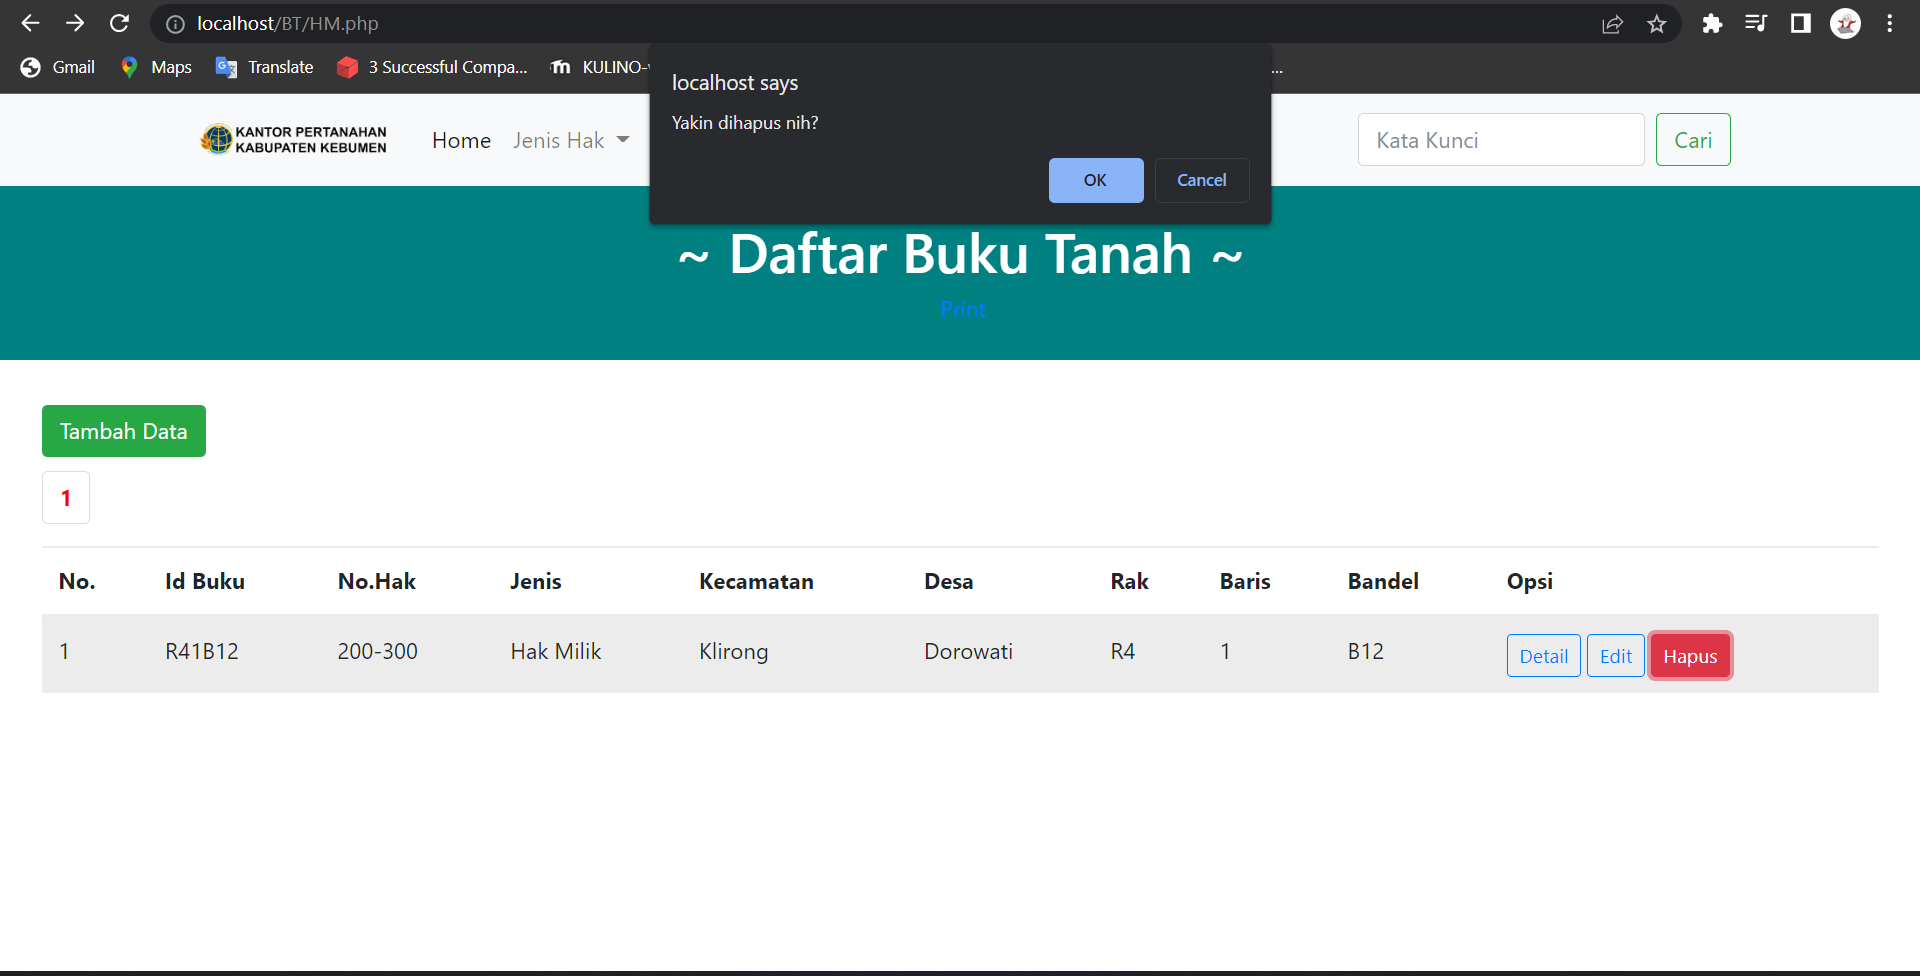 localhost/BT/HM.php
Gmail Maps Translate 3 Successful Compa... KULINO- ...
localhost says
Yakin dihapus nih?
OK Cancel
KANTOR PERTANAHAN
KABUPATEN KEBUMEN
Home Jenis Hak Kata Kunci Cari
~ Daftar Buku Tanah ~
Print
Tambah Data
1
No. Id Buku No.Hak Jenis Kecamatan Desa Rak Baris Bandel Opsi
1 R41B12 200-300 Hak Milik Klirong Dorowati R4 1 B12 Detail Edit Hapus